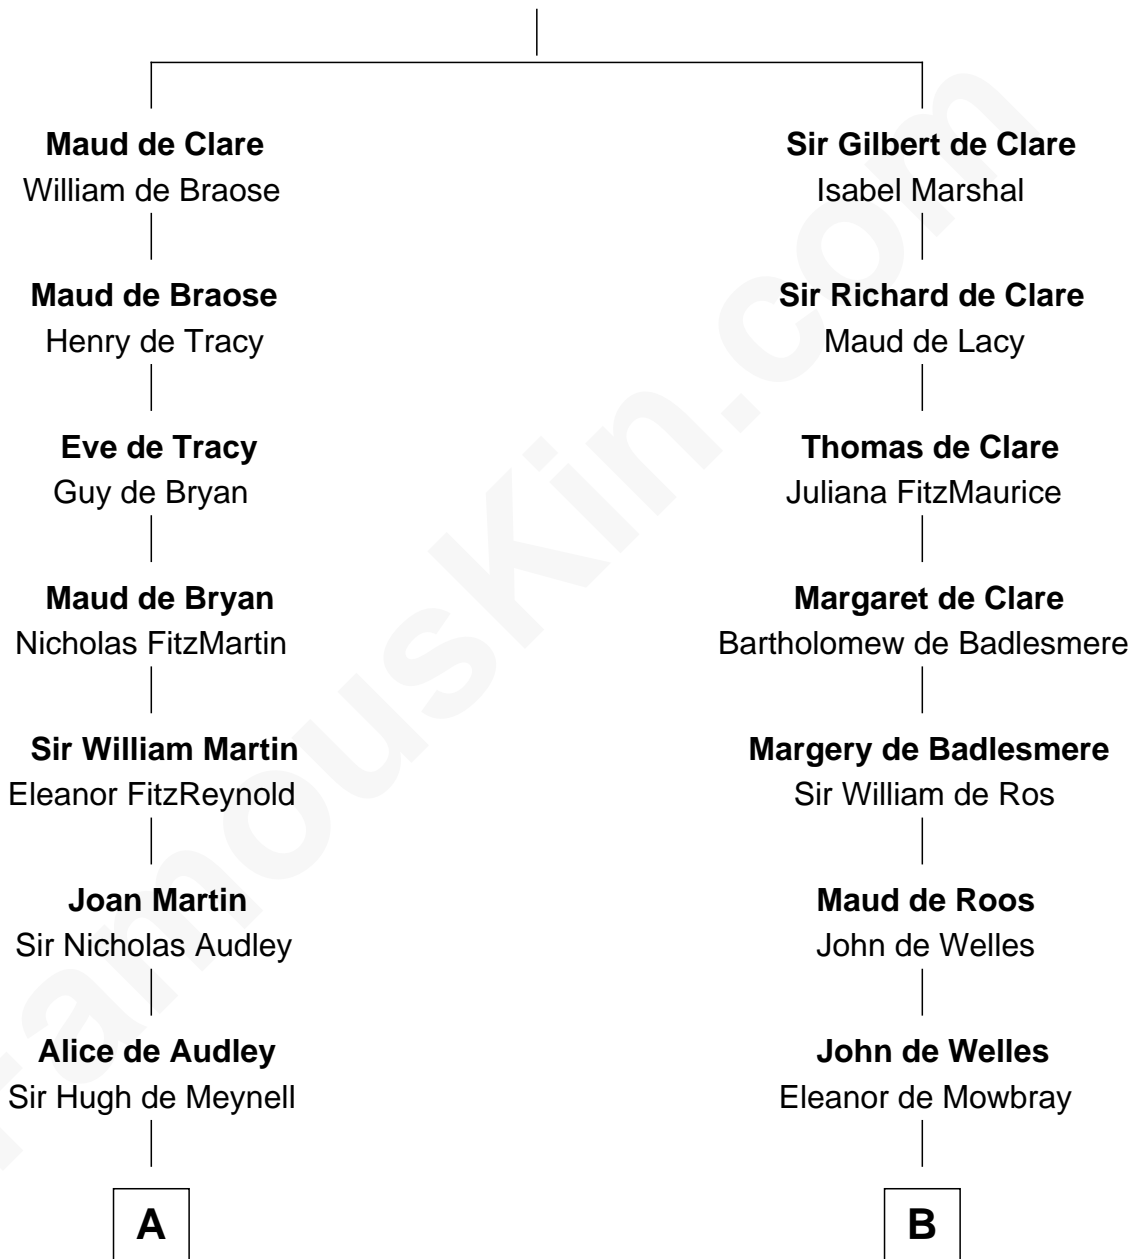 Maud de Clare
William de Braose
Maud de Braose
Henry de Tracy
Eve de Tracy
Guy de Bryan
Maud de Bryan
Nicholas FitzMartin
Sir William Martin
Eleanor FitzReynold
Joan Martin
Sir Nicholas Audley
Alice de Audley
Sir Hugh de Meynell
A
Sir Gilbert de Clare
Isabel Marshal
Sir Richard de Clare
Maud de Lacy
Thomas de Clare
Juliana FitzMaurice
Margaret de Clare
Bartholomew de Badlesmere
Margery de Badlesmere
Sir William de Ros
Maud de Roos
John de Welles
John de Welles
Eleanor de Mowbray
B
FamousKin.com